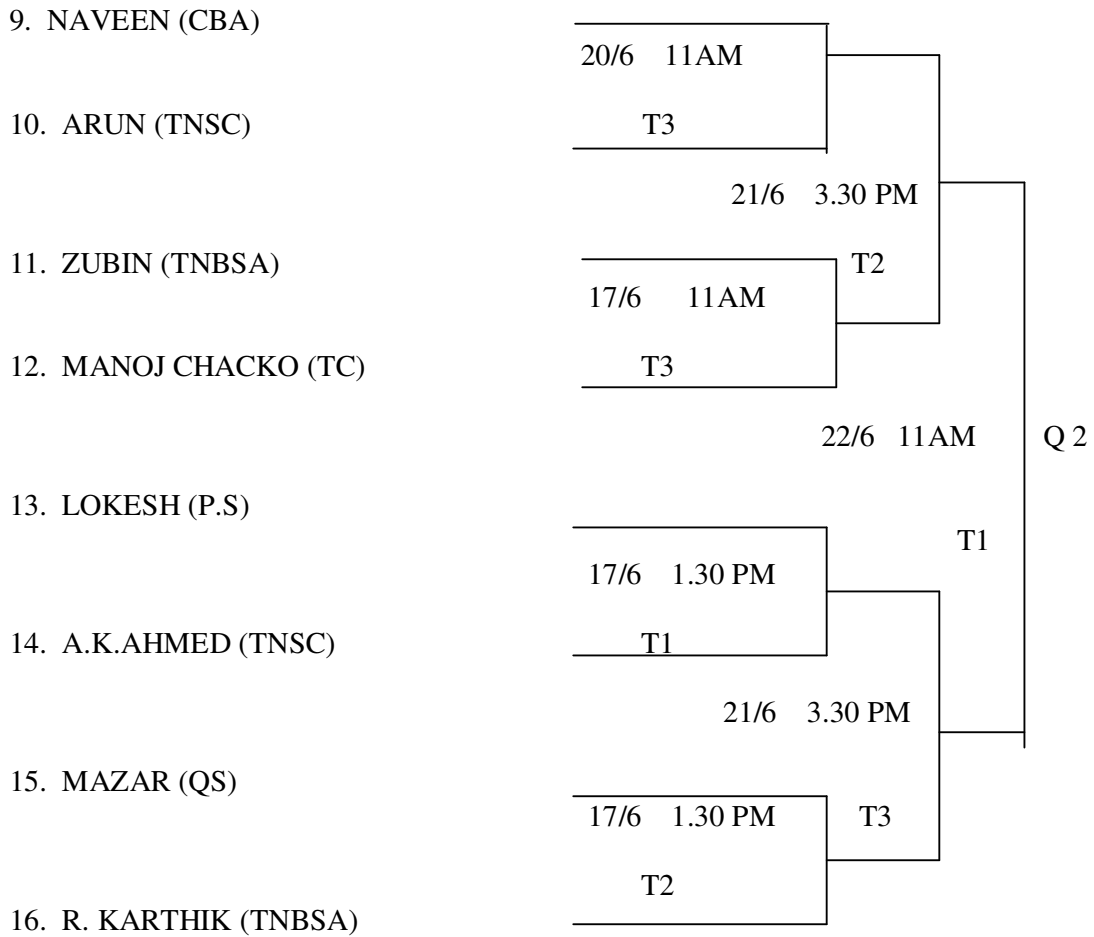 9. NAVEEN (CBA)
20/6 11AM
10. ARUN (TNSC)
T3
21/6 3.30 PM
11. ZUBIN (TNBSA)
T2
17/6 11AM
12. MANOJ CHACKO (TC)
T3
22/6 11AM
Q 2
13. LOKESH (P.S)
T1
17/6 1.30 PM
14. A.K.AHMED (TNSC)
T1
21/6 3.30 PM
15. MAZAR (QS)
17/6 1.30 PM
T3
T2
16. R. KARTHIK (TNBSA)